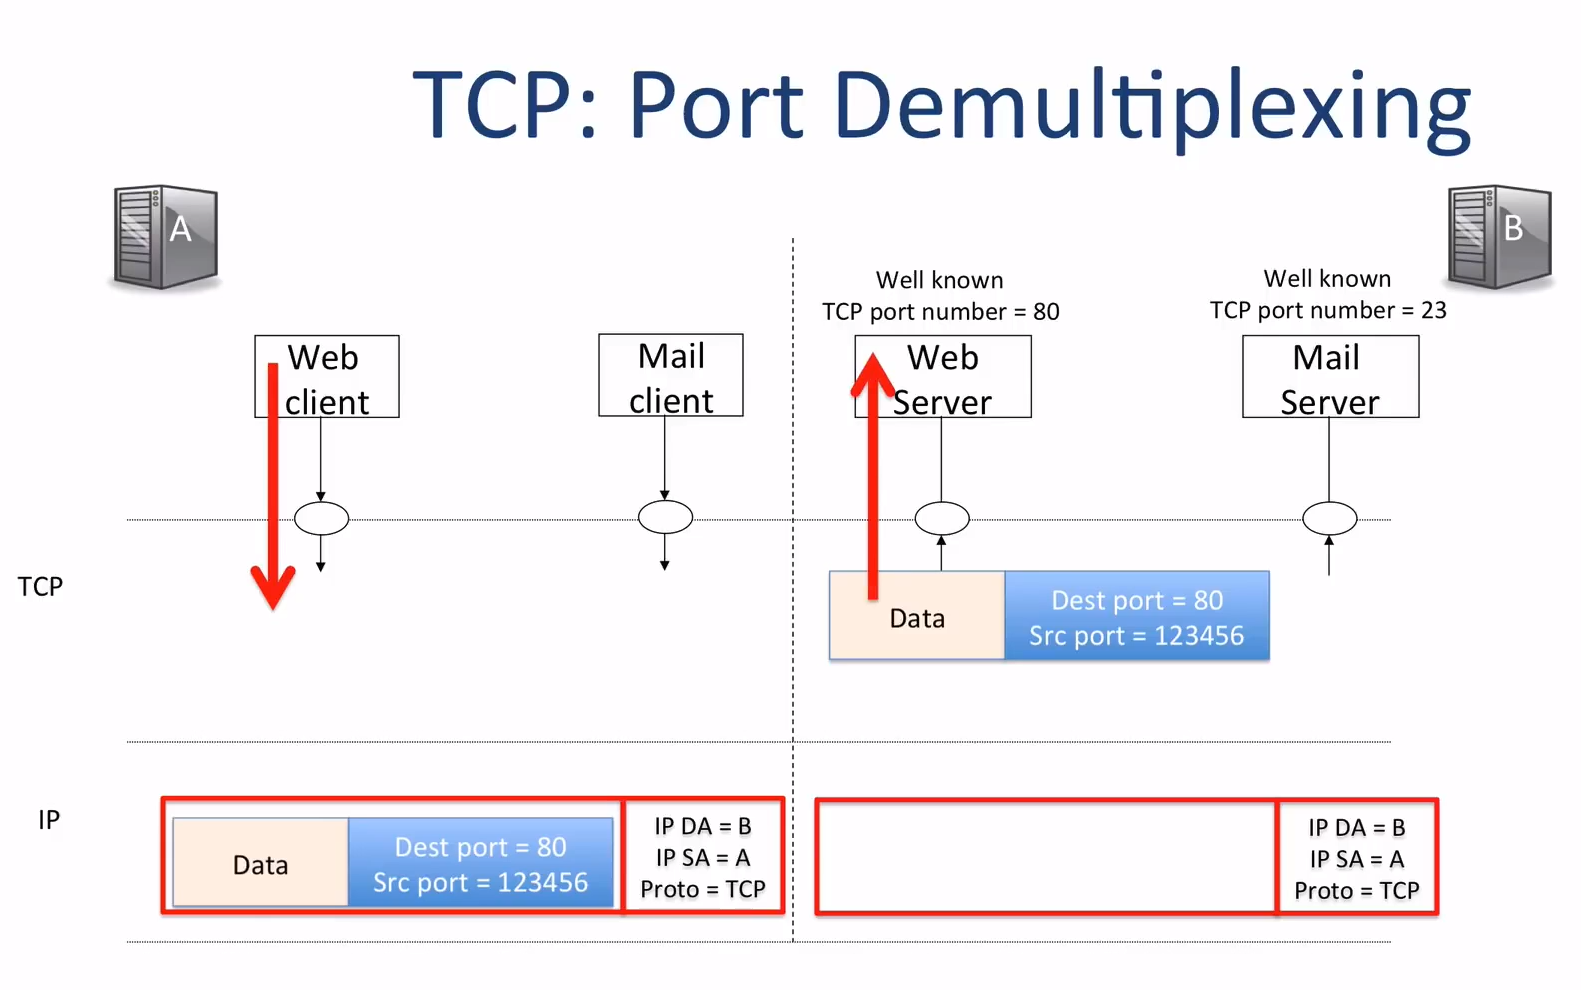 TCP: Port Demultiplexing
A
B
Well known
TCP port number = 80
Well known
TCP port number = 23
Web
client
Mail
client
Web
Server
Mail
Server
TCP
Data
Dest port = 80
Src port = 123456
IP
Data
Dest port = 80
Src port = 123456
IP DA = B
IP SA = A
Proto = TCP
IP DA = B
IP SA = A
Proto = TCP